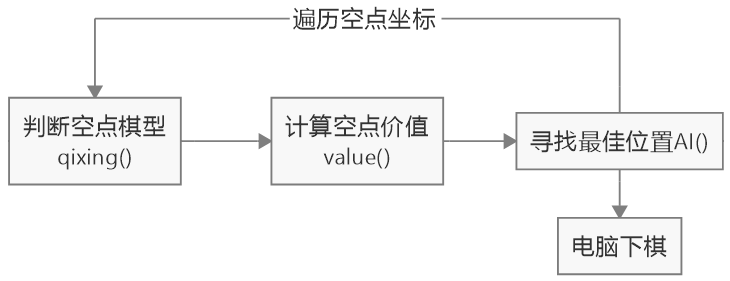 遍历空点坐标
判断空点棋型
qixing()
计算空点价值
value()
寻找最佳位置AI()
电脑下棋